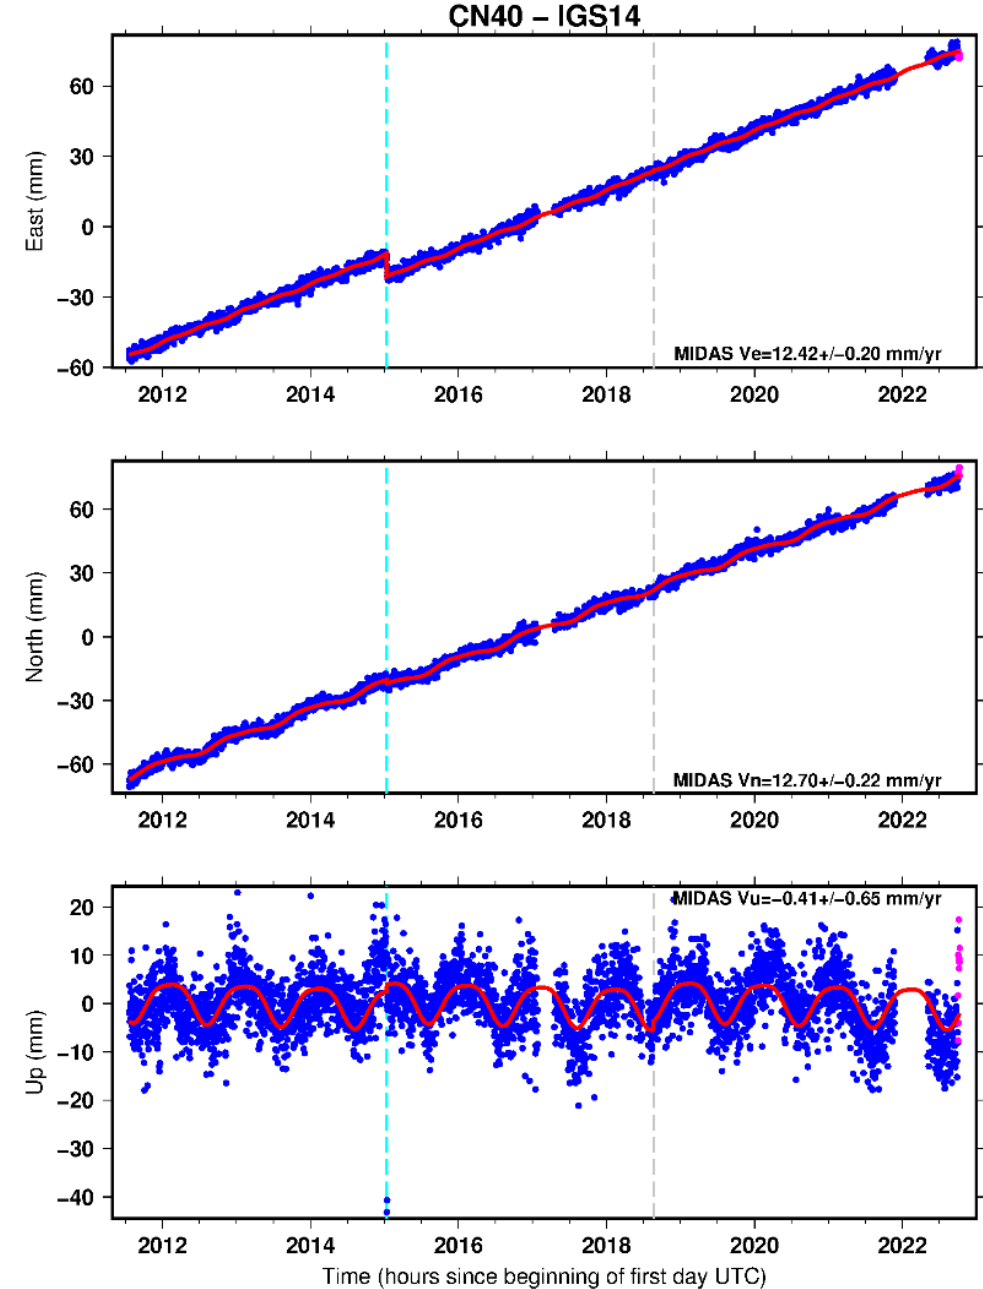 CN40 − IGS14
East (mm)
60
30
0
−30
−60
MIDAS Ve=12.42+/−0.20 mm/yr
2012 2014 2016 2018 2020 2022
North (mm)
60
30
0
−30
−60
MIDAS Vn=12.70+/−0.22 mm/yr
2012 2014 2016 2018 2020 2022
Up (mm)
MIDAS Vu=−0.41+/−0.65 mm/yr
20
10
0
−10
−20
−30
−40
2012 2014 2016 2018 2020 2022
Time (hours since beginning of first day UTC)